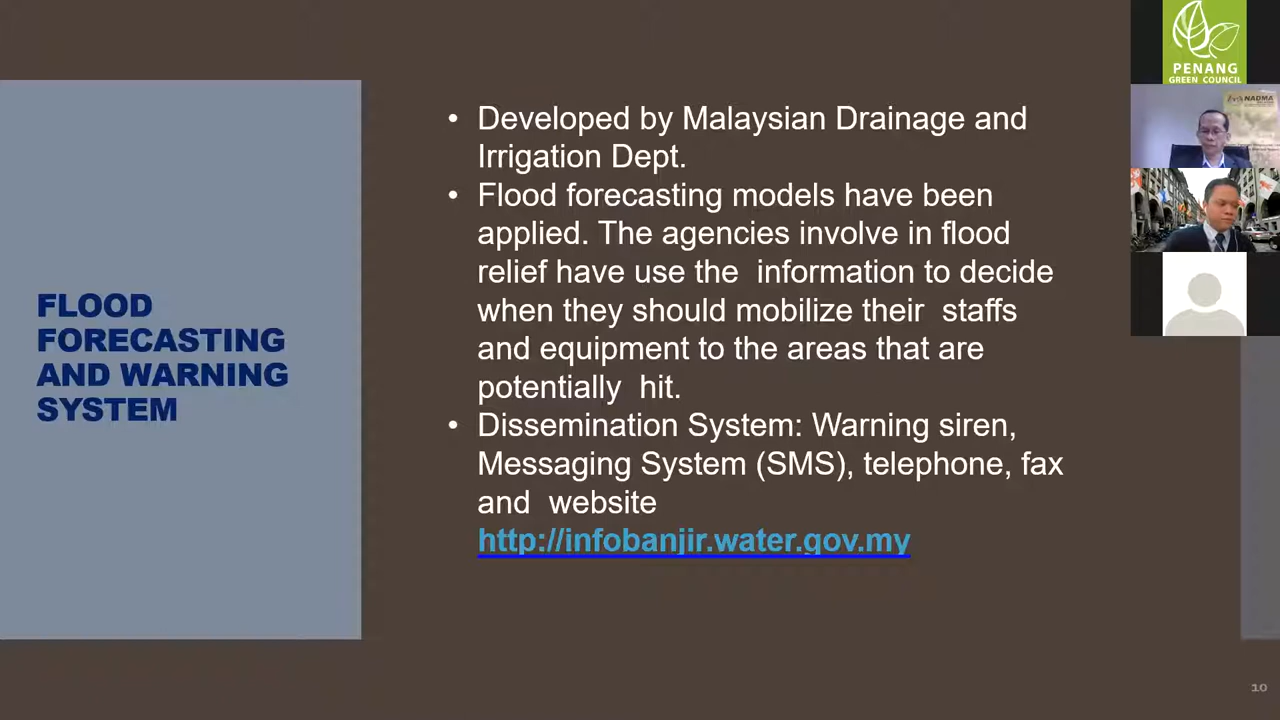 FLOOD
FORECASTING
AND WARNING
SYSTEM
• Developed by Malaysian Drainage and
Irrigation Dept.
• Flood forecasting models have been
applied. The agencies involve in flood
relief have use the information to decide
when they should mobilize their staffs
and equipment to the areas that are
potentially hit.
• Dissemination System: Warning siren,
Messaging System (SMS), telephone, fax
and website
http://infobanjir.water.gov.my
PENANG
GREEN COUNCIL
NADMA
10